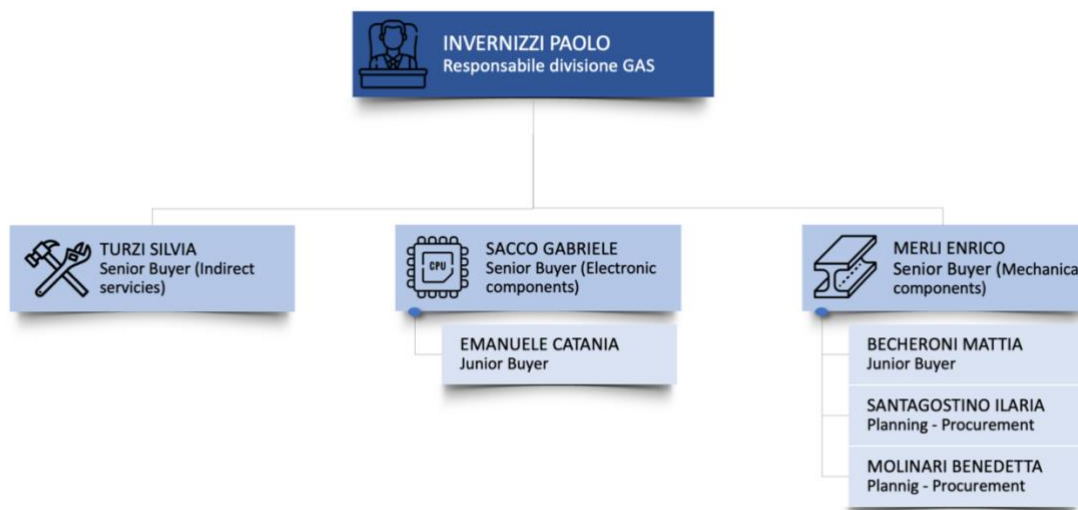 INVERNIZZI PAOLO
Responsabile divisione GAS
TURZI SILVIA
Senior Buyer (Indirect
servicies)
CPU
SACCO GABRIELE
Senior Buyer (Electronic
components)
EMANUELE CATANIA
Junior Buyer
MERLI ENRICO
Senior Buyer (Mechanica
components)
BECHERONI MATTIA
Junior Buyer
SANTAGOSTINO ILARIA
Planning - Procurement
MOLINARI BENEDETTA
Plannig - Procurement